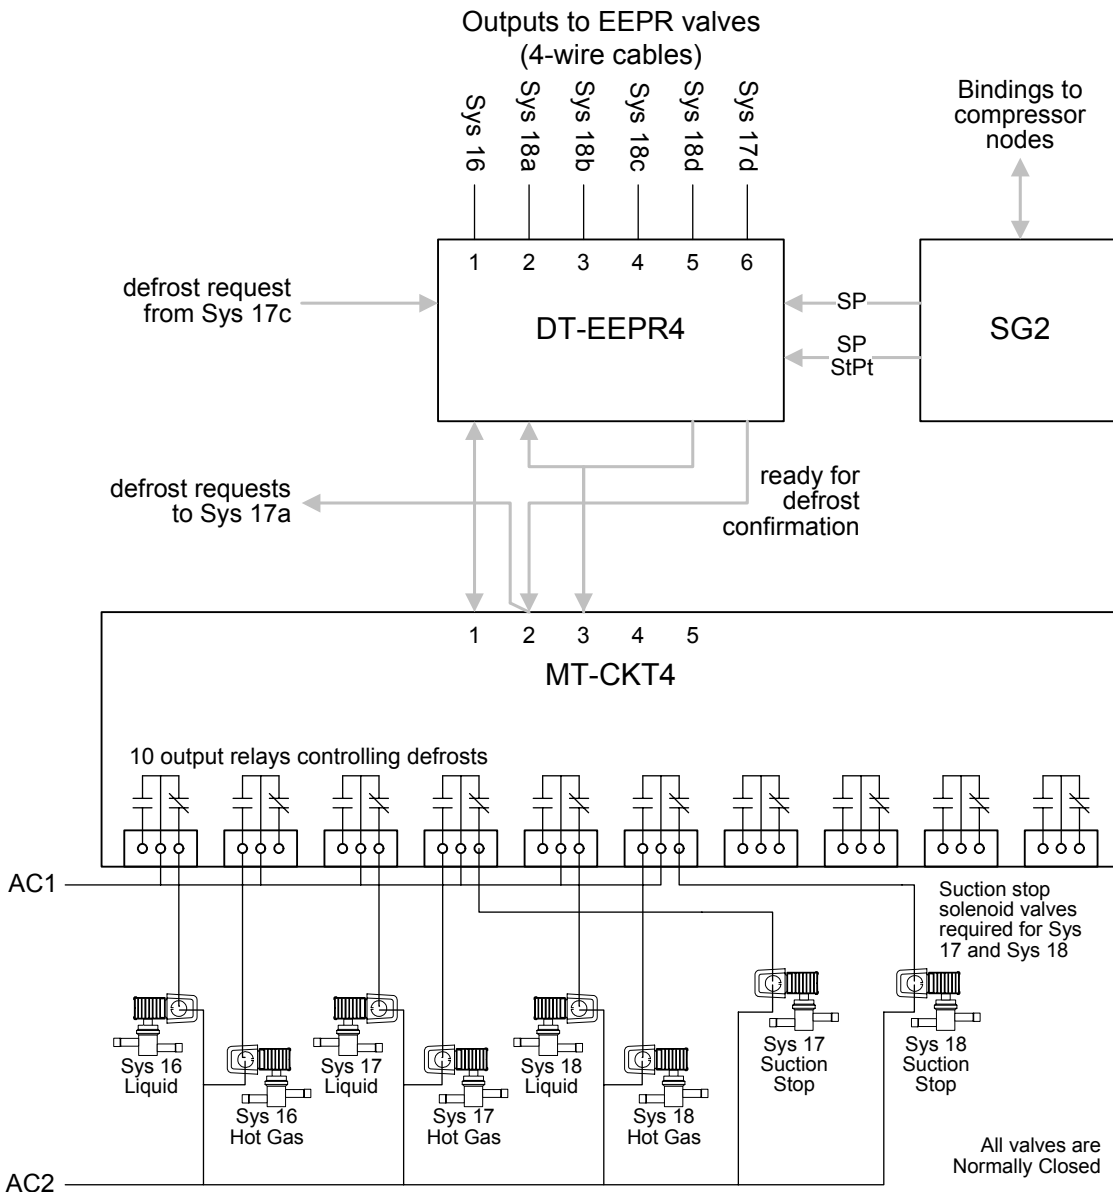 Outputs to EEPR valves
(4-wire cables)
Sys 16
Sys 18a
Sys 18b
Sys 18c
Sys 18d
Sys 17d
Bindings to
compressor
nodes
1 2 3 4 5 6
defrost request
from Sys 17c
DT-EEPR4
SP
SP
StPt
SG2
defrost requests
to Sys 17a
ready for
defrost
confirmation
1 2 3 4 5
MT-CKT4
10 output relays controlling defrosts
AC1
Suction stop
solenoid valves
required for Sys
17 and Sys 18
Sys 16
Liquid
Sys 16
Hot Gas
Sys 17
Liquid
Sys 17
Hot Gas
Sys 18
Liquid
Sys 18
Hot Gas
Sys 17
Suction
Stop
Sys 18
Suction
Stop
All valves are
Normally Closed
AC2